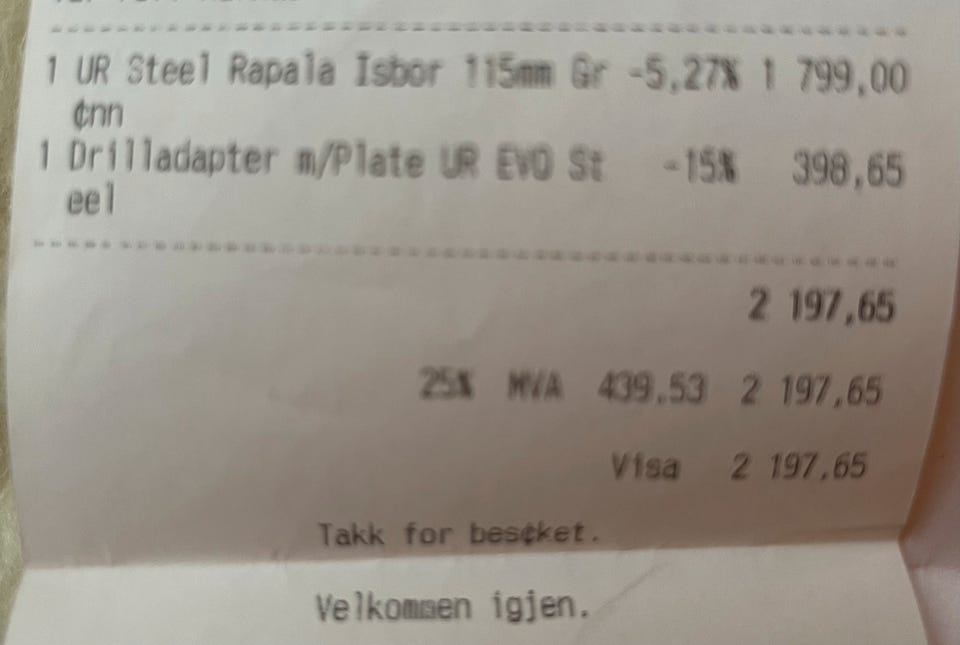 1 UR Steel Rapala Isbor 115mm Gr -5,27% 1 799,00
¢nn
1 Drilladapter m/Plate UR EVO St -15% 398,65
eel
2 197,65
25% MVA 439,53 2 197,65
Visa 2 197,65
Takk for bes¢ket.
Velkommen igjen.